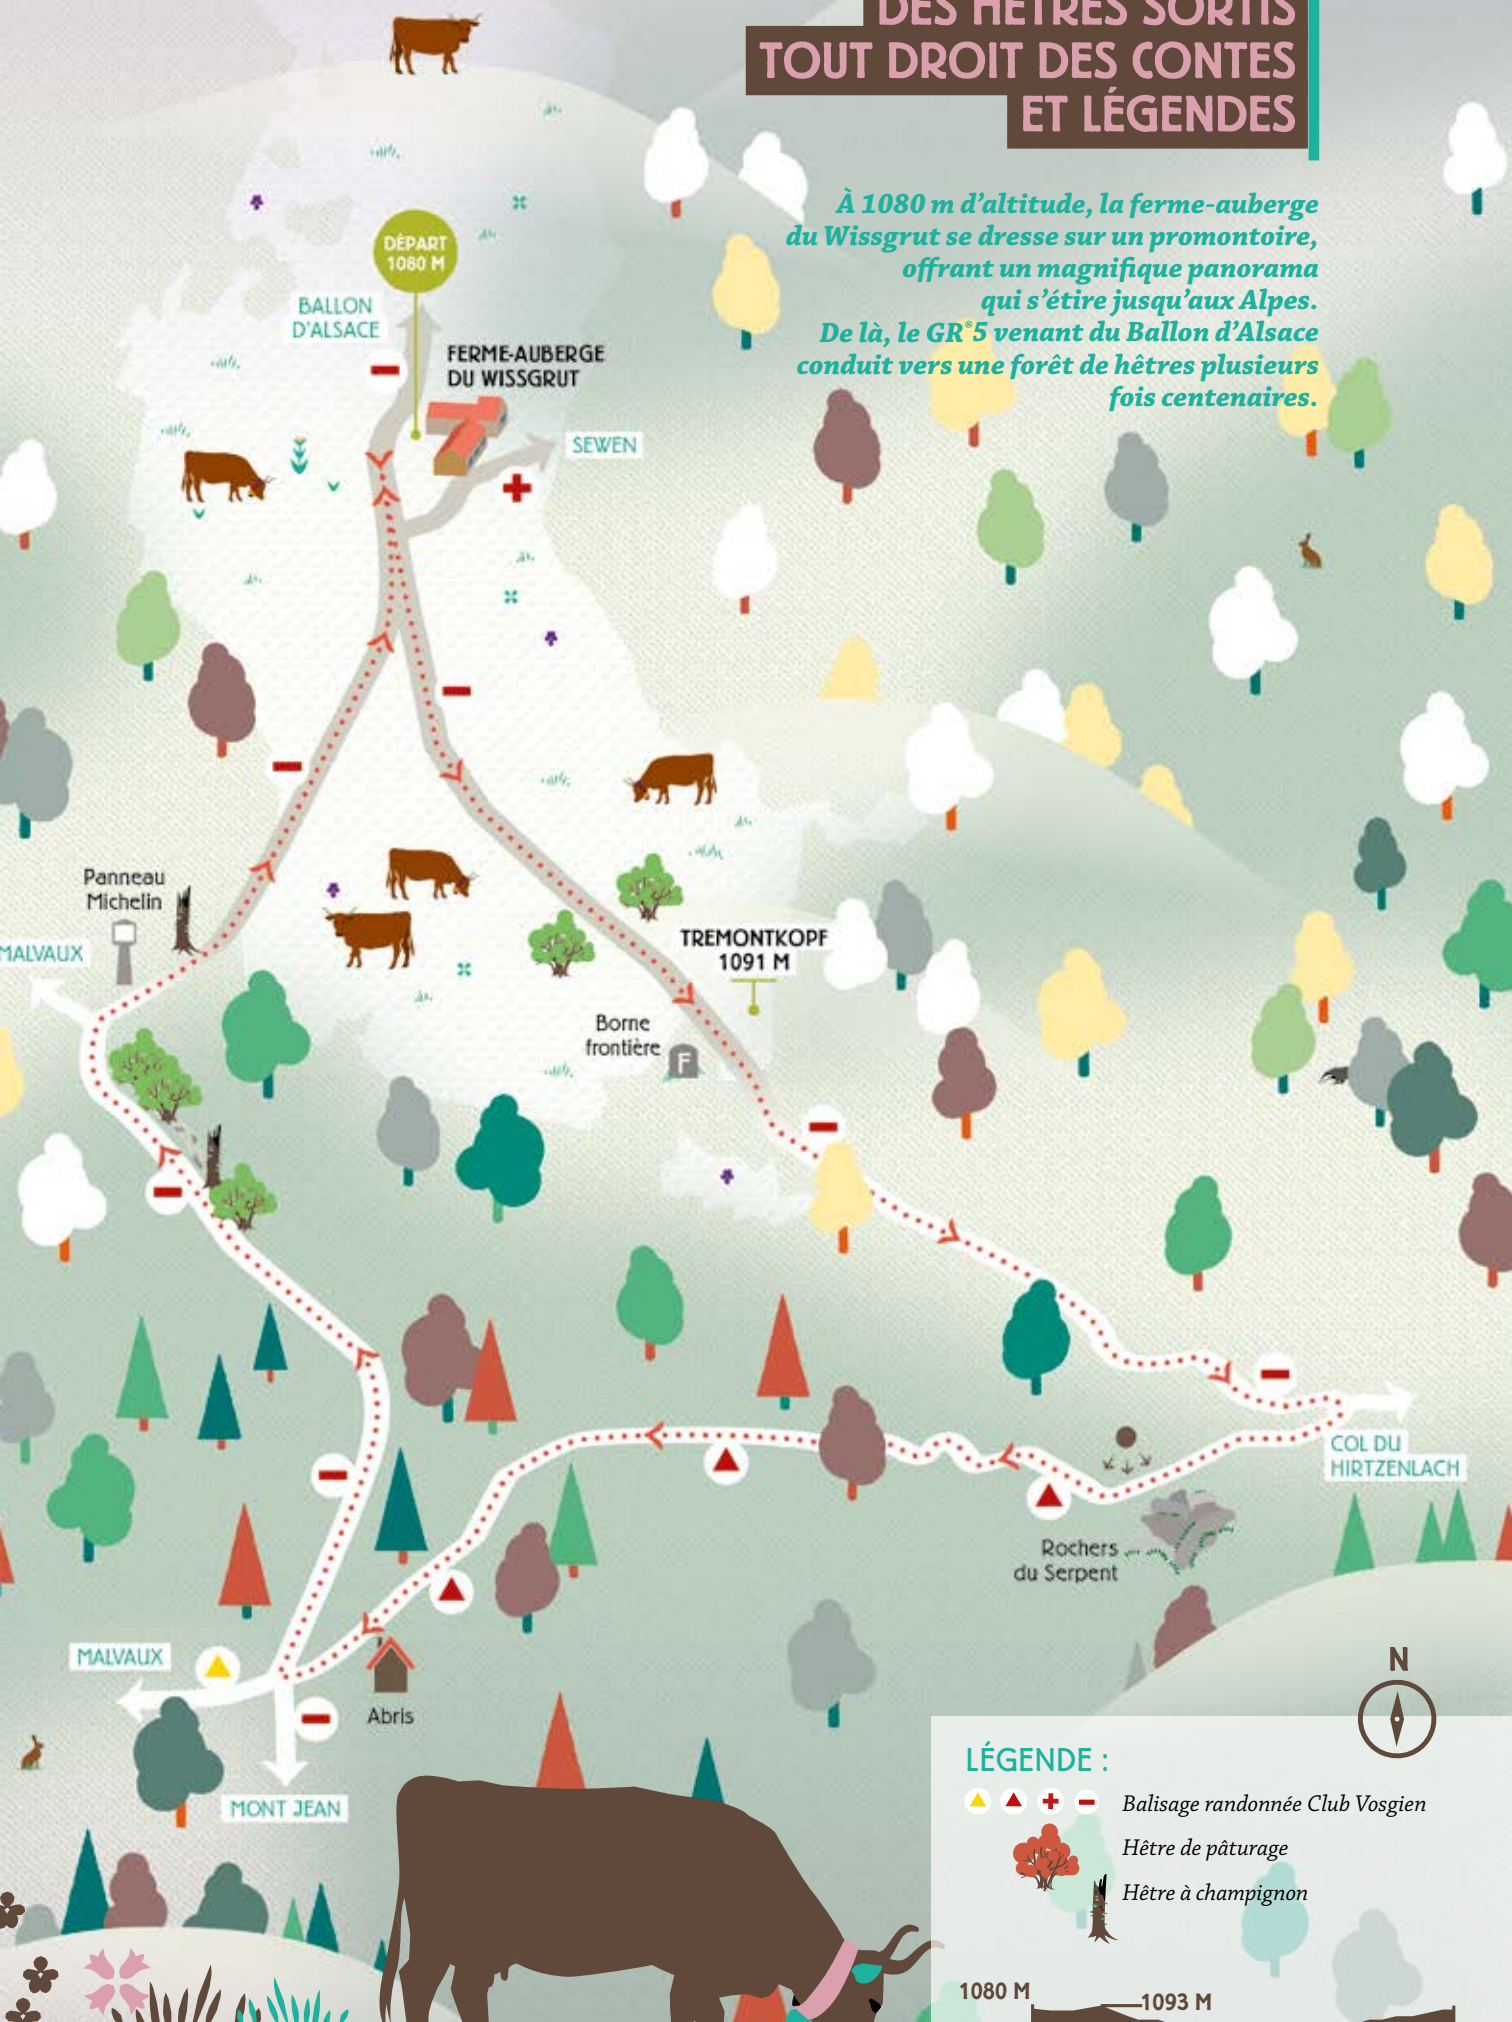 DES HÊTRES SORTIS
TOUT DROIT DES CONTES
ET LÉGENDES
À 1080 m d’altitude, la ferme-auberge
du Wissgrut se dresse sur un promontoire,
offrant un magnifique panorama
qui s’étire jusqu’aux Alpes.
De là, le GR®5 venant du Ballon d’Alsace
conduit vers une forêt de hêtres plusieurs
fois centenaires.
DÉPART
1080 M
BALLON
D'ALSACE
FERME-AUBERGE
DU WISSGRUT
SEWEN
Panneau
Michelin
MALVAUX
TREMONTKOPF
1091 M
Borne
frontière
F
COL DU
HIRTZENLACH
Rochers
du Serpent
MALVAUX
Abris
MONT JEAN
N
LÉGENDE :
Balisage randonnée Club Vosgien
Hêtre de pâturage
Hêtre à champignon
1080 M
1093 M